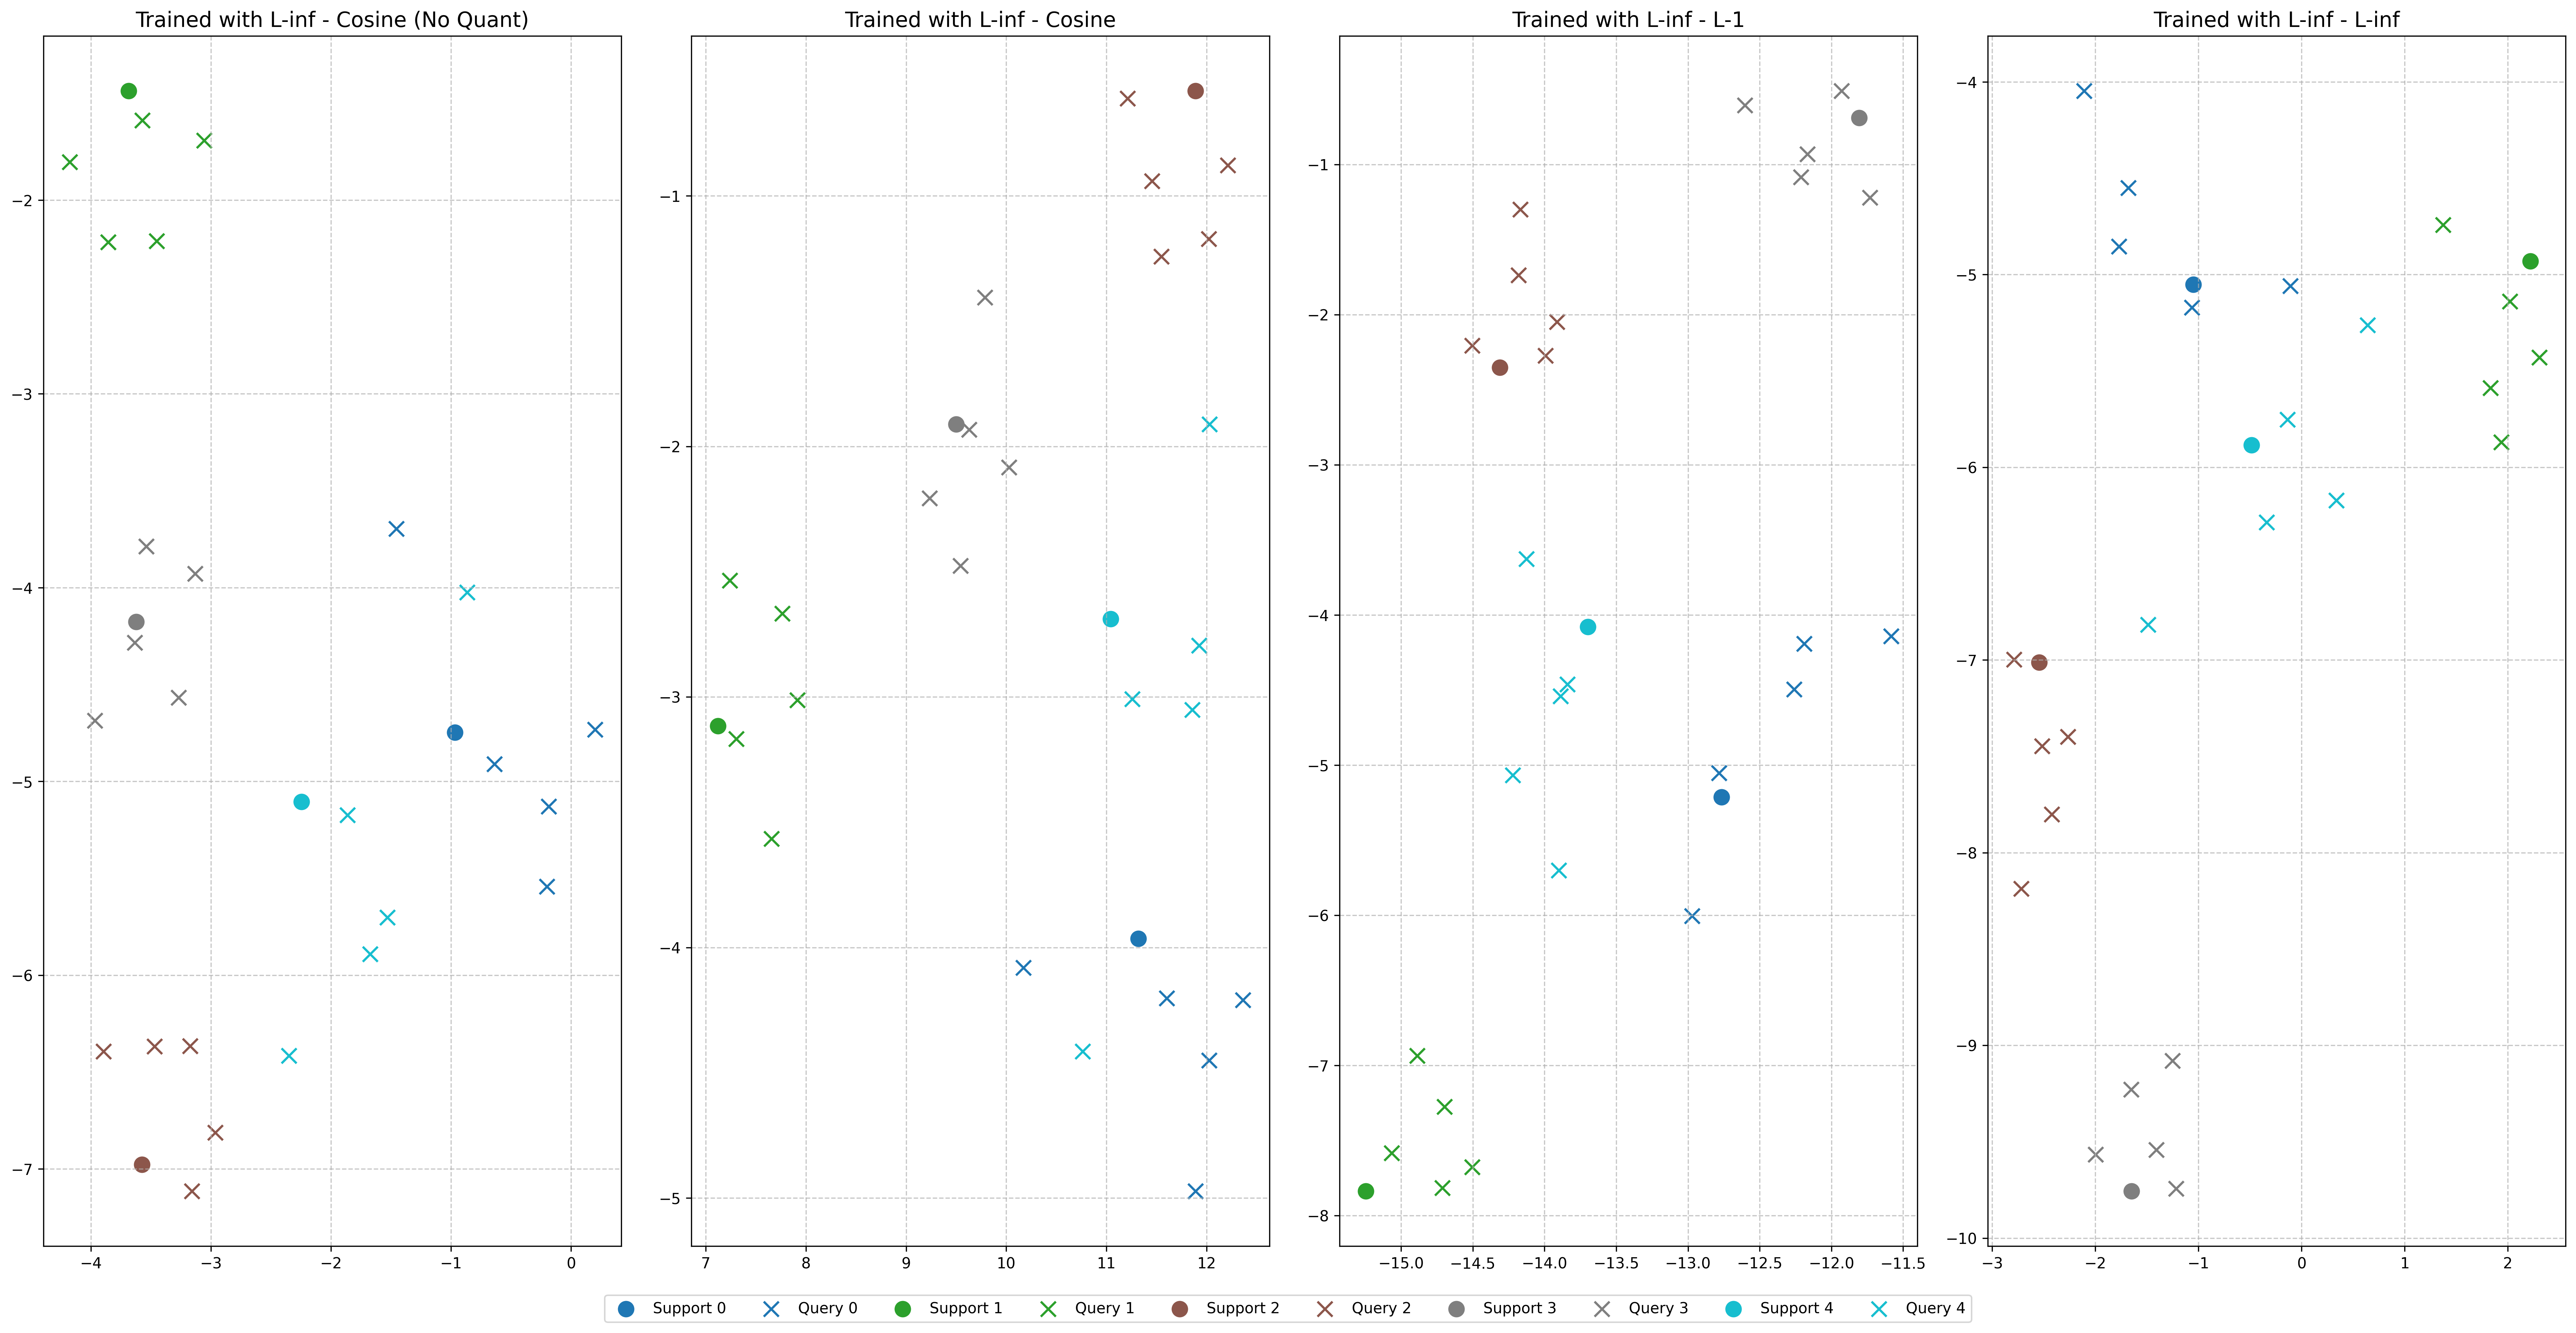 Trained with L-inf - Cosine (No Quant)
−2
−3
−4
−5
−6
−7
−4 −3 −2 −1 0
Trained with L-inf - Cosine
−1
−2
−3
−4
−5
7 8 9 10 11 12
Trained with L-inf - L-1
−1
−2
−3
−4
−5
−6
−7
−8
−15.0 −14.5 −14.0 −13.5 −13.0 −12.5 −12.0 −11.5
Trained with L-inf - L-inf
−4
−5
−6
−7
−8
−9
−10
−3 −2 −1 0 1 2
Support 0 Query 0 Support 1 Query 1 Support 2 Query 2 Support 3 Query 3 Support 4 Query 4